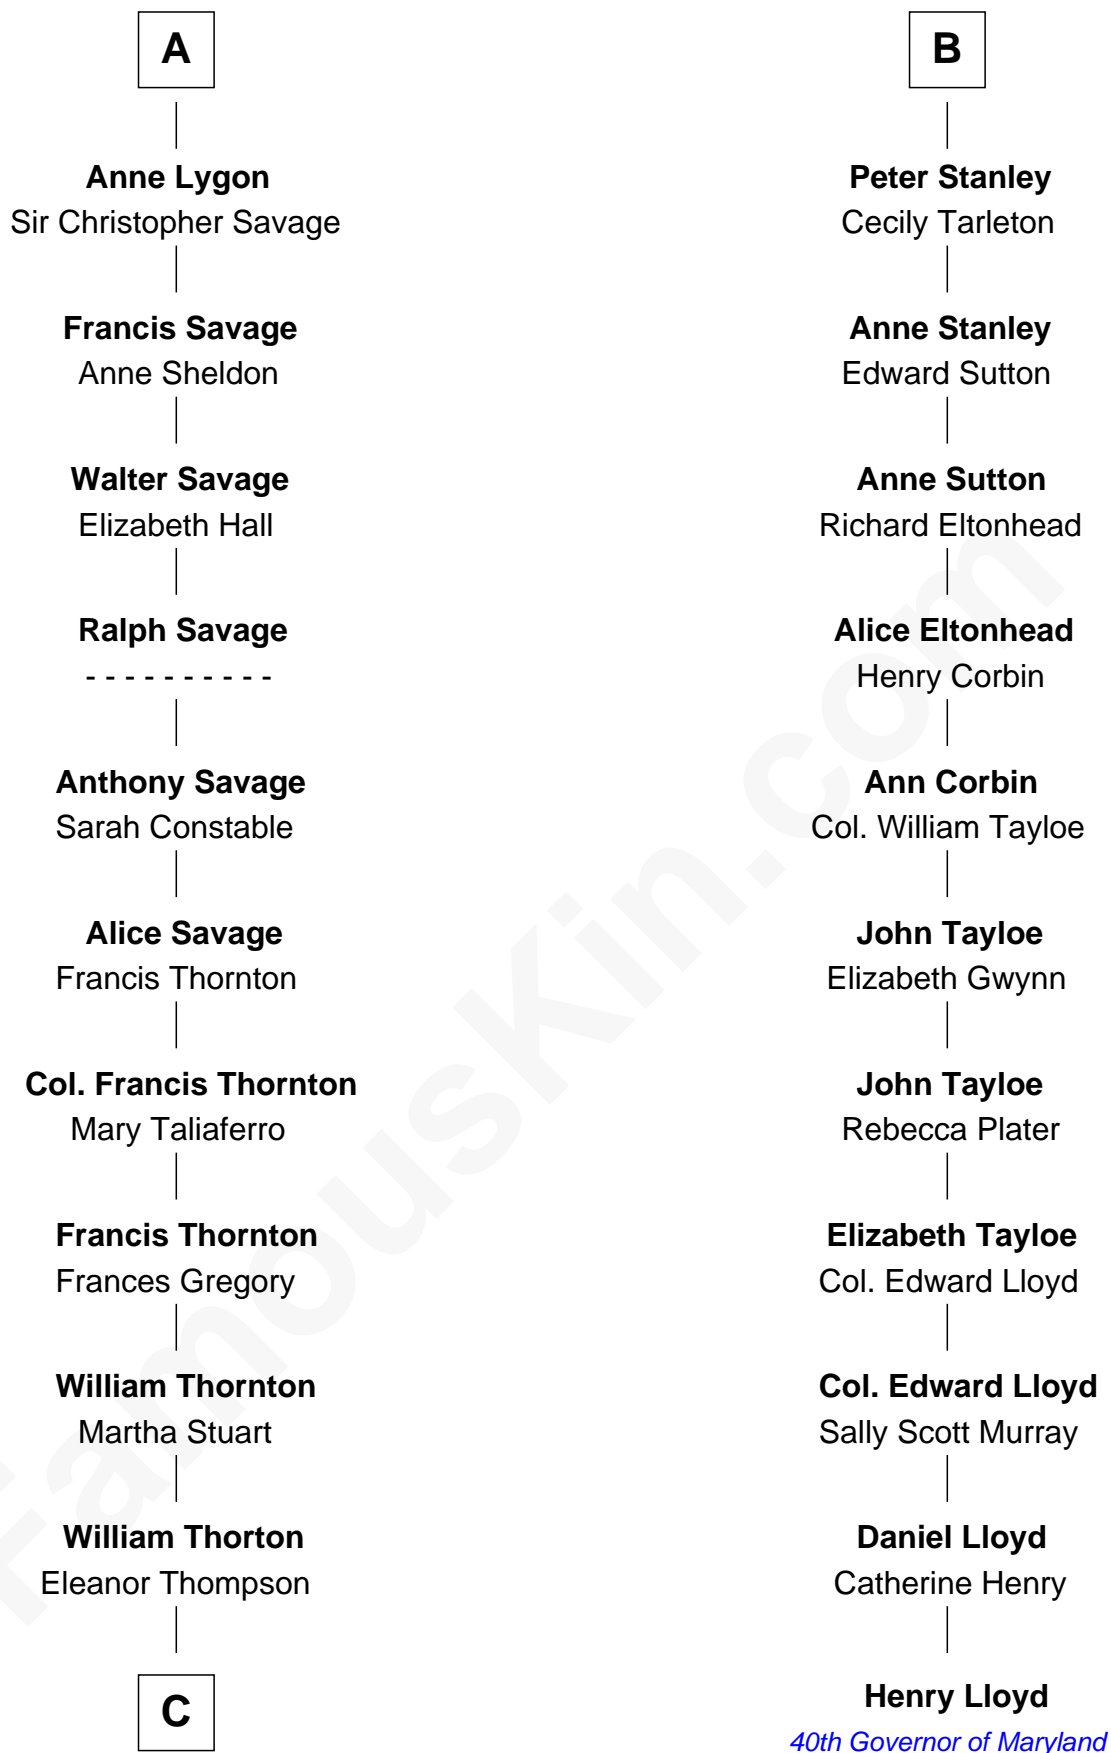 A
Anne Lygon
Sir Christopher Savage
Francis Savage
Anne Sheldon
Walter Savage
Elizabeth Hall
Ralph Savage
- - - - - - - - - -
Anthony Savage
Sarah Constable
Alice Savage
Francis Thornton
Col. Francis Thornton
Mary Taliaferro
Francis Thornton
Frances Gregory
William Thornton
Martha Stuart
William Thorton
Eleanor Thompson
C
B
Peter Stanley
Cecily Tarleton
Anne Stanley
Edward Sutton
Anne Sutton
Richard Eltonhead
Alice Eltonhead
Henry Corbin
Ann Corbin
Col. William Tayloe
John Tayloe
Elizabeth Gwynn
John Tayloe
Rebecca Plater
Elizabeth Tayloe
Col. Edward Lloyd
Col. Edward Lloyd
Sally Scott Murray
Daniel Lloyd
Catherine Henry
Henry Lloyd
40th Governor of Maryland
FamousKin.com